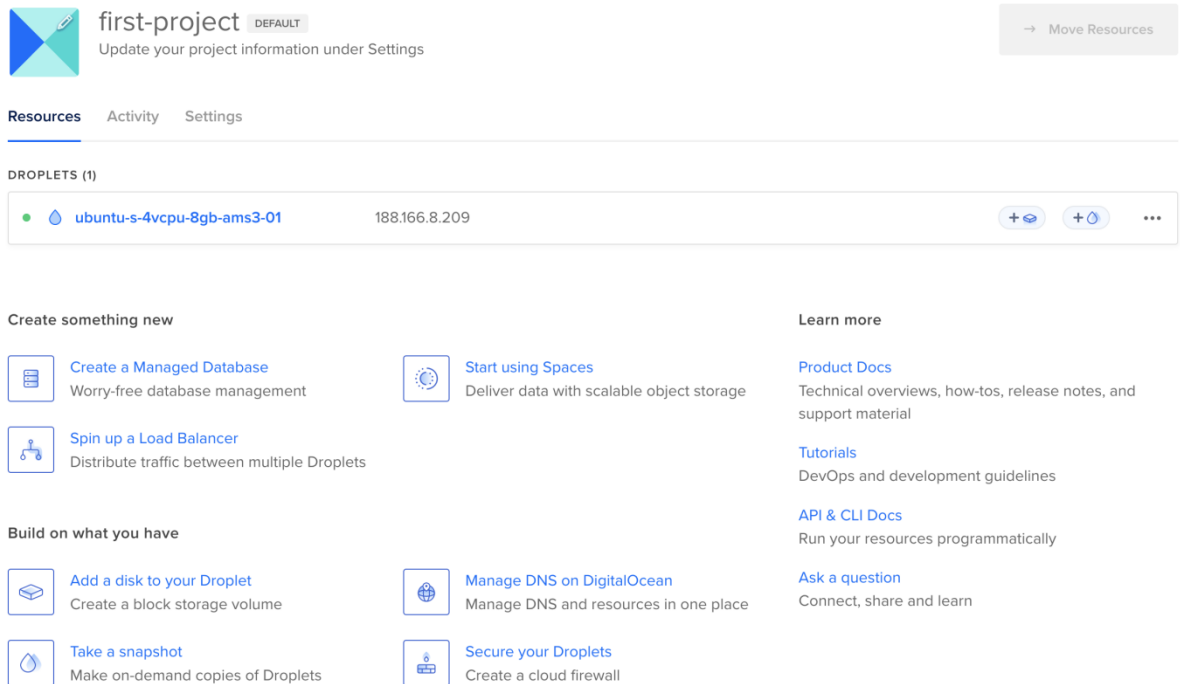 first-project DEFAULT
Update your project information under Settings
→ Move Resources
Resources Activity Settings
DROPLETS (1)
ubuntu-s-4vcpu-8gb-ams3-01 188.166.8.209 + + •••
Create something new
Create a Managed Database
Worry-free database management
Start using Spaces
Deliver data with scalable object storage
Spin up a Load Balancer
Distribute traffic between multiple Droplets
Build on what you have
Add a disk to your Droplet
Create a block storage volume
Manage DNS on DigitalOcean
Manage DNS and resources in one place
Take a snapshot
Make on-demand copies of Droplets
Secure your Droplets
Create a cloud firewall
Learn more
Product Docs
Technical overviews, how-tos, release notes, and
support material
Tutorials
DevOps and development guidelines
API & CLI Docs
Run your resources programmatically
Ask a question
Connect, share and learn